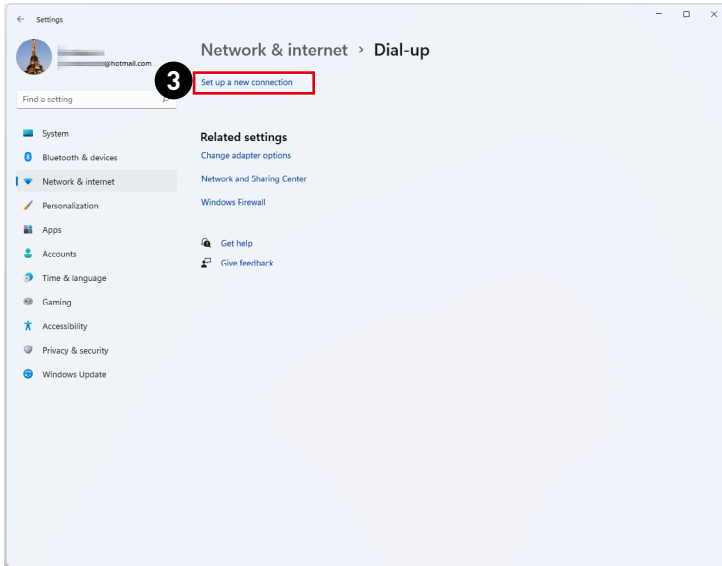 Settings
@hotmail.com
Find a setting
System
Bluetooth & devices
Network & internet
Personalization
Apps
Accounts
Time & language
Gaming
Accessibility
Privacy & security
Windows Update
Network & internet > Dial-up
3
Set up a new connection
Related settings
Change adapter options
Network and Sharing Center
Windows Firewall
Get help
Give feedback